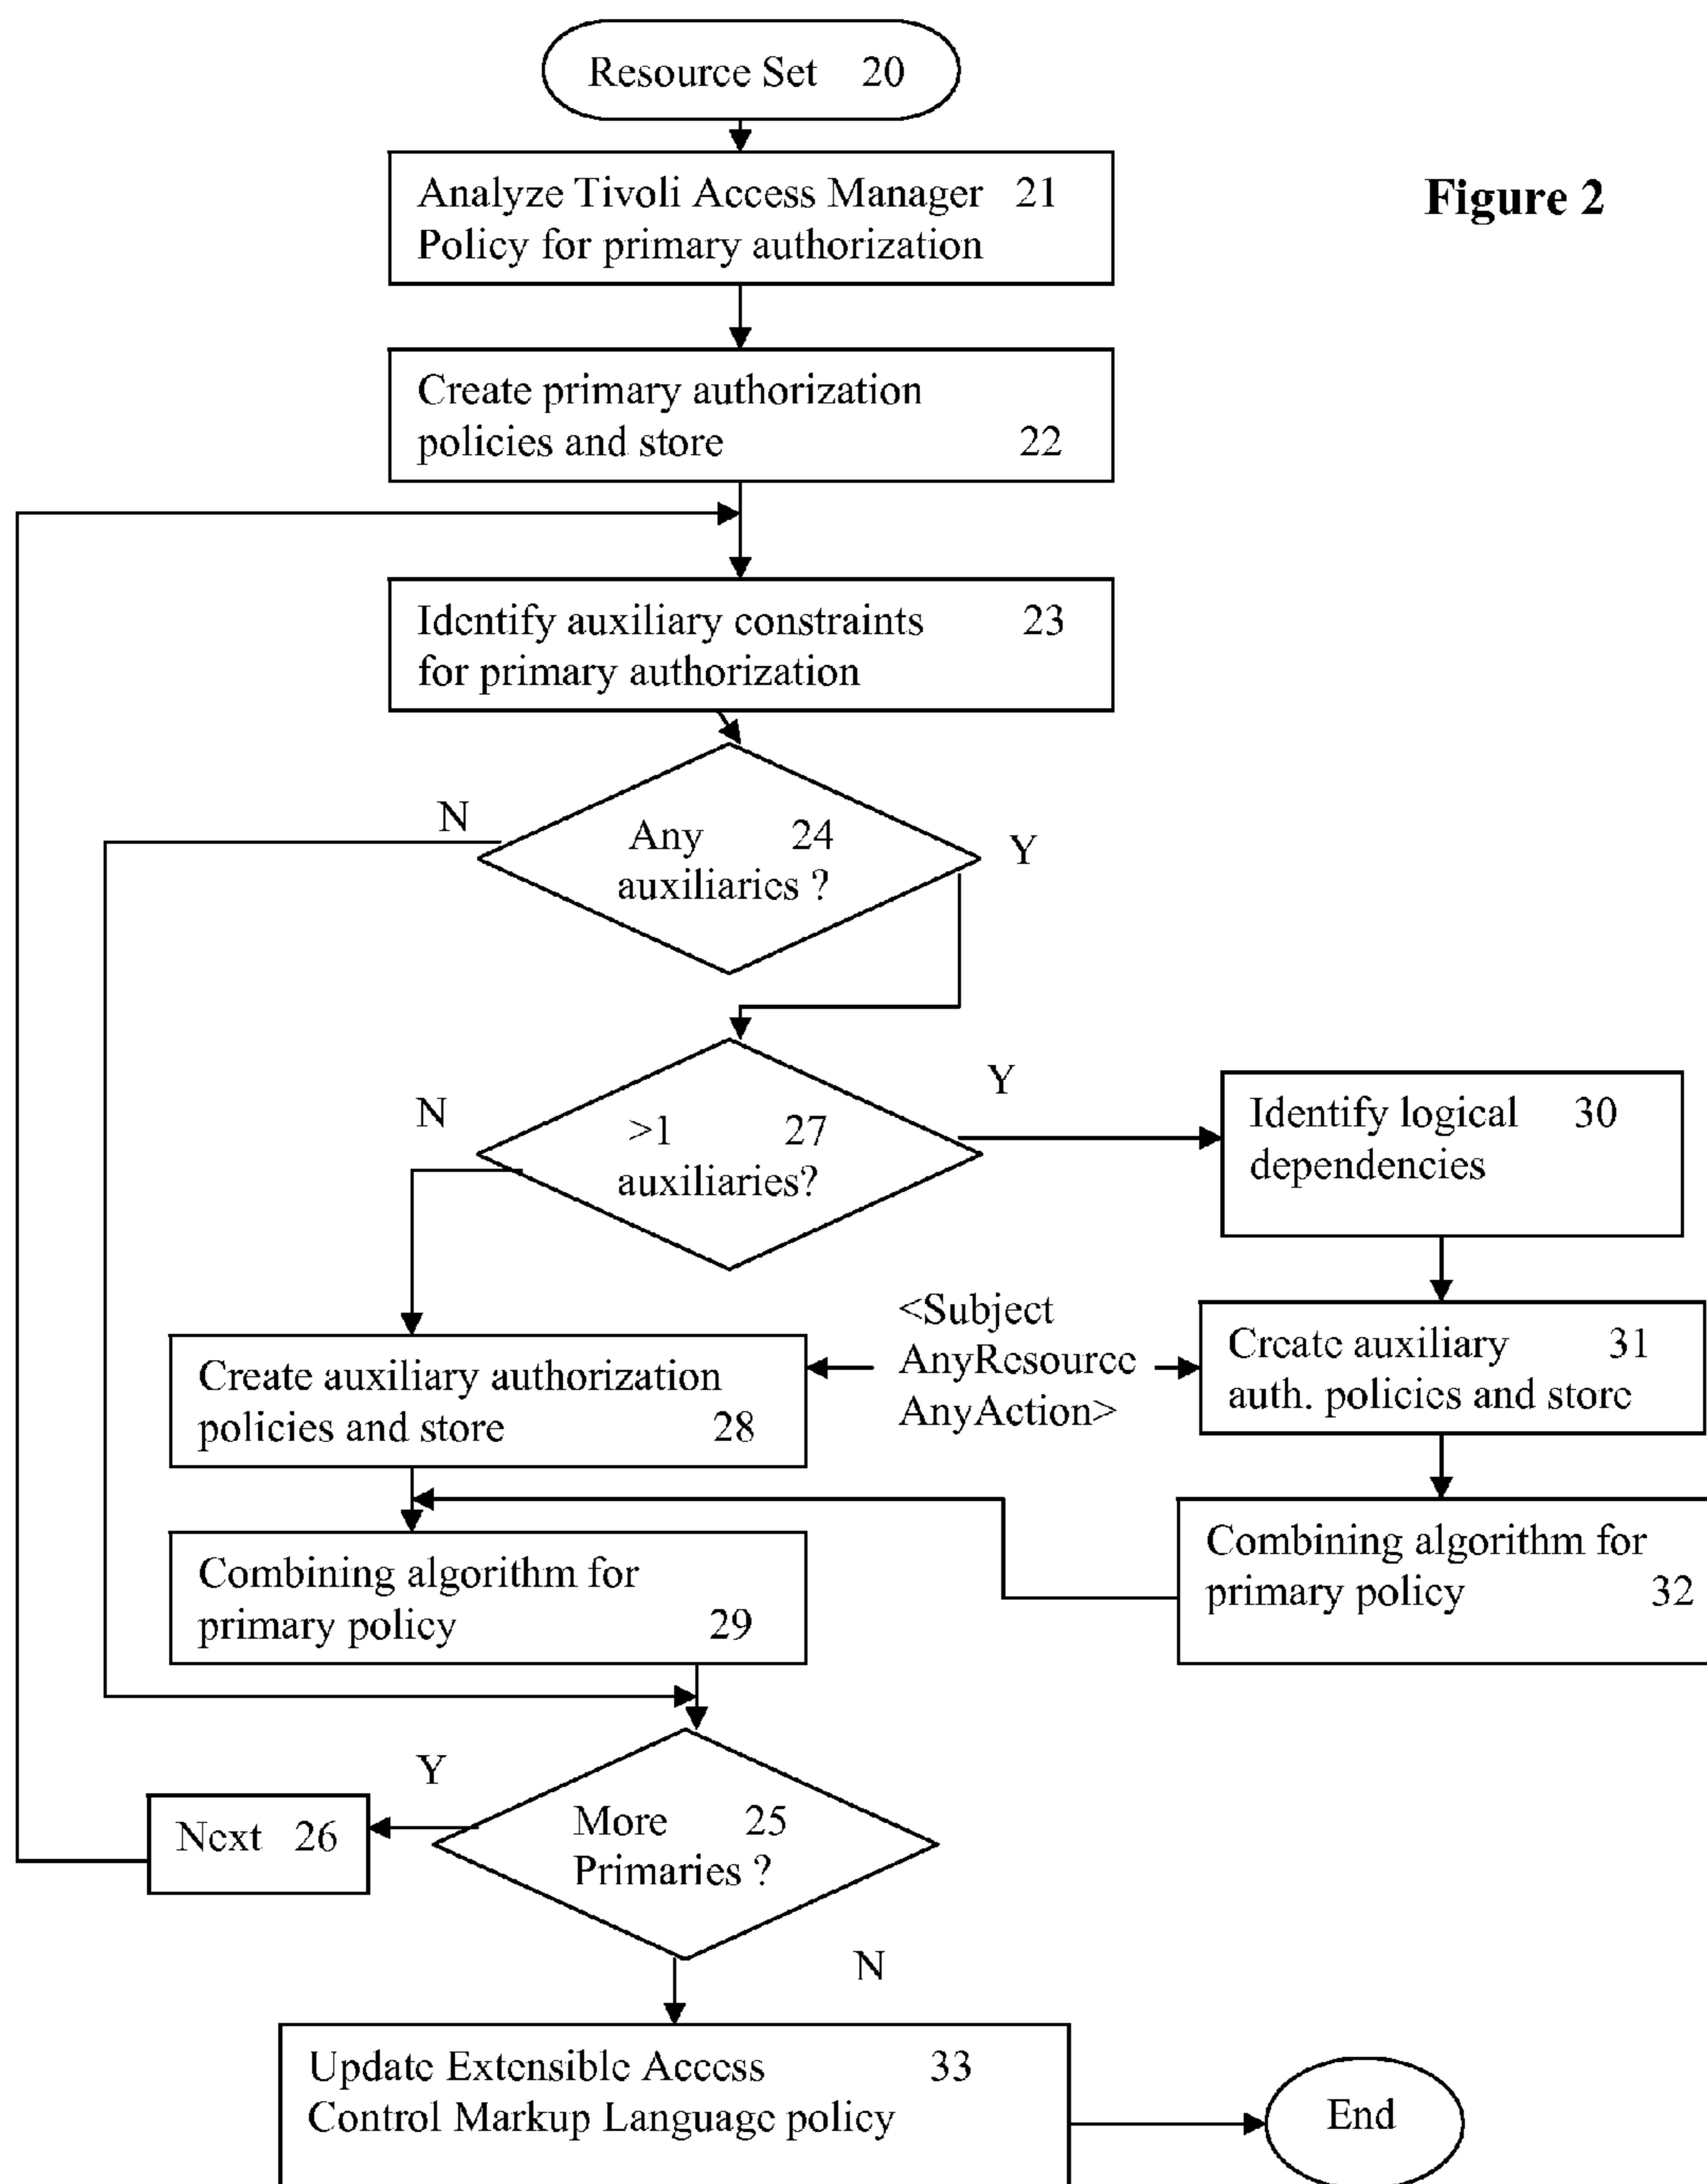 Resource Set 20
Figure 2
Analyze Tivoli Access Manager 21
Policy for primary authorization
Create primary authorization
policies and store 22
Identify auxiliary constraints 23
for primary authorization
N
Any 24
auxiliaries ?
Y
N
>1 27
auxiliaries?
Y
Identify logical 30
dependencies
<Subject
AnyResource
AnyAction>
Create auxiliary authorization
policies and store 28
Create auxiliary 31
auth. policies and store
Combining algorithm for
primary policy 29
Combining algorithm for
primary policy 32
Y
Next 26
More 25
Primaries ?
N
Update Extensible Access 33
Control Markup Language policy
End